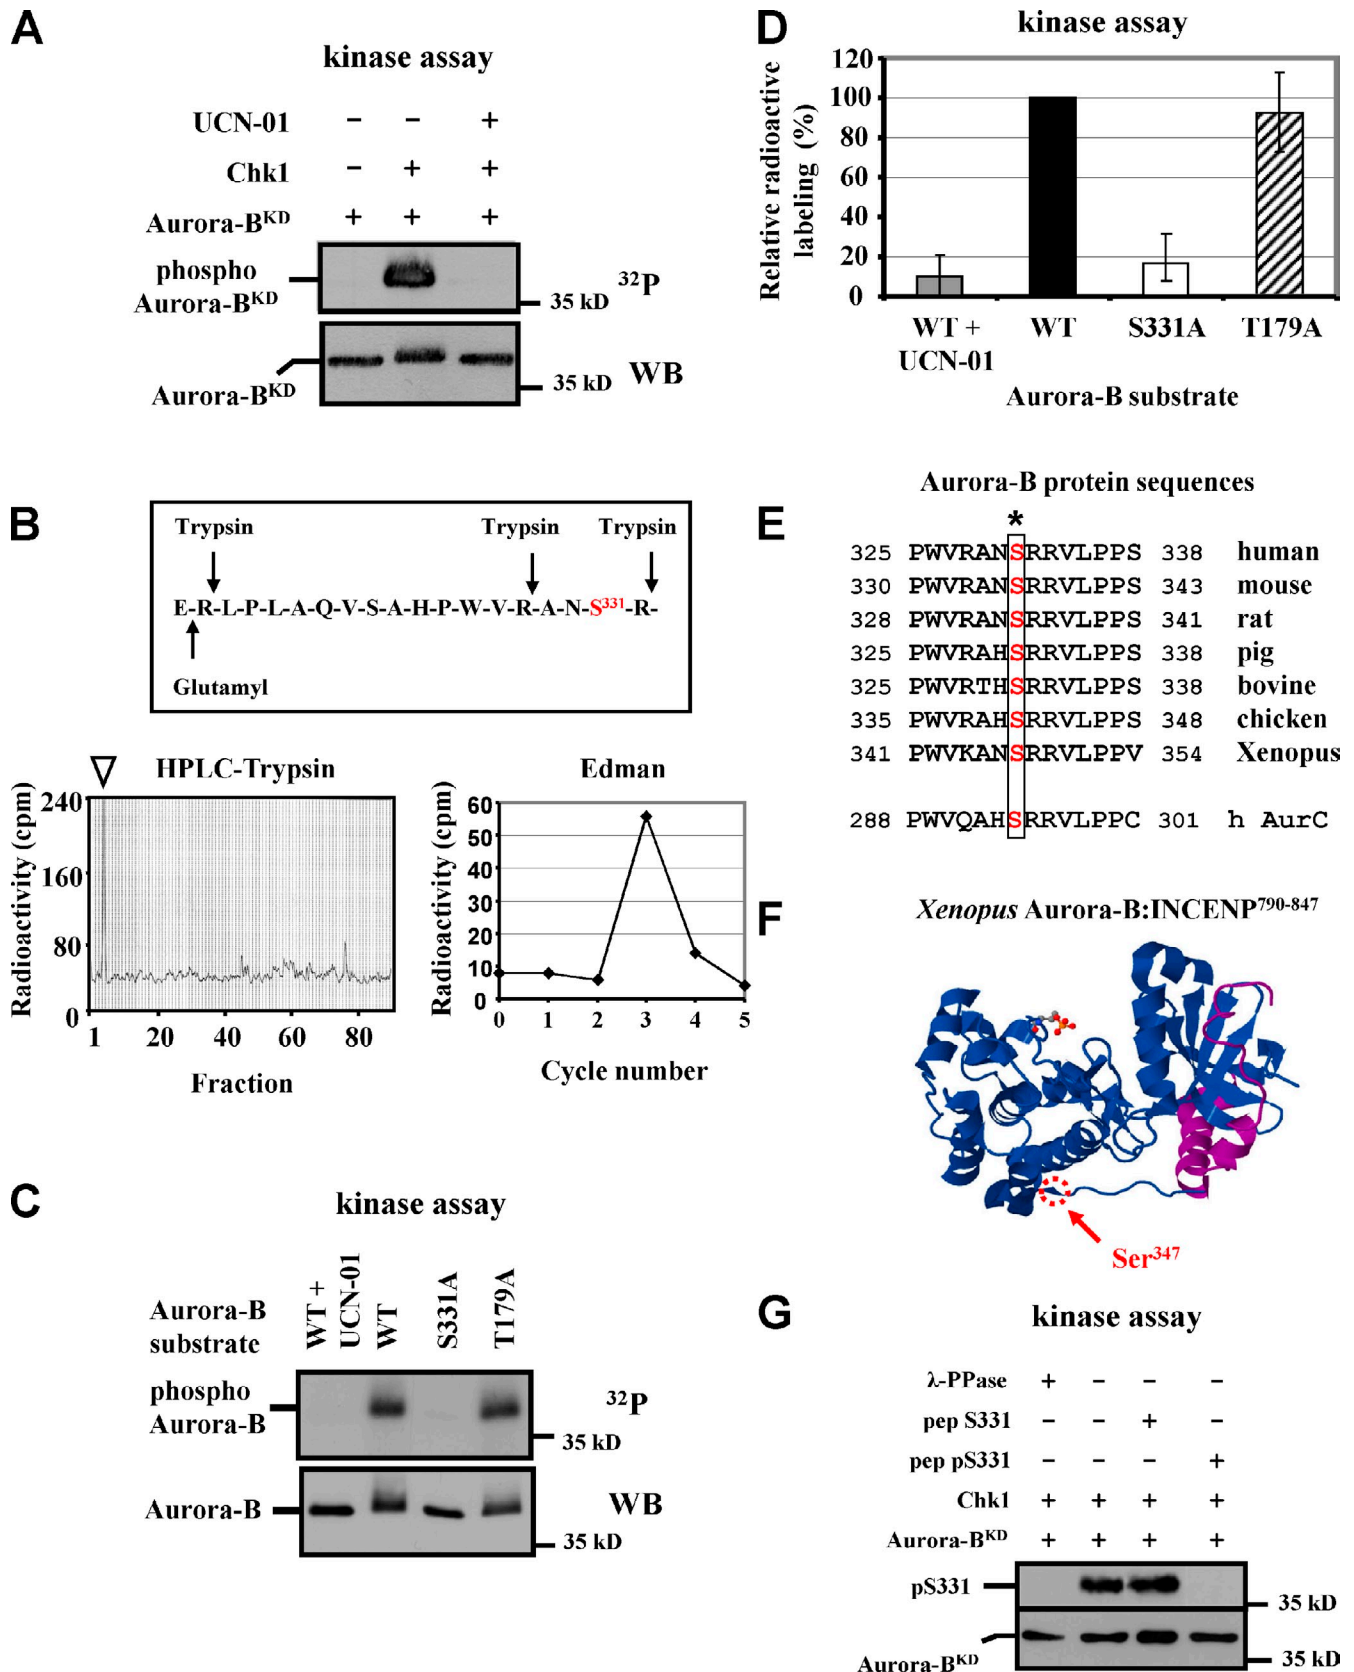 A
kinase assay
UCN-01 − − +
Chk1 − + +
Aurora-B^KD + + +
phospho
Aurora-B^KD
35 kD
³²P
Aurora-B^KD
35 kD
WB
B
Trypsin Trypsin Trypsin
E-R-L-P-L-A-Q-V-S-A-H-P-W-V-R-A-N-S³³¹-R-
Glutamyl
HPLC-Trypsin
Radioactivity (cpm)
240
160
80
0
1 20 40 60 80
Fraction
Edman
Radioactivity (cpm)
60
50
40
30
20
10
0
0 1 2 3 4 5
Cycle number
C
kinase assay
Aurora-B
substrate
WT +
UCN-01
WT
S331A
T179A
phospho
Aurora-B
³²P
35 kD
Aurora-B
WB
35 kD
D
kinase assay
Relative radioactive
labeling (%)
120
100
80
60
40
20
0
WT +
UCN-01
WT
S331A
T179A
Aurora-B substrate
E
Aurora-B protein sequences
*
325 PWVRANSRRVLPPS 338 human
330 PWVRANSRRVLPPS 343 mouse
328 PWVRANSRRVLPPS 341 rat
325 PWVRAHSRRVLPPS 338 pig
325 PWVRTHSRRVLPPS 338 bovine
335 PWVRAHSRRVLPPS 348 chicken
341 PWVKANSRRVLPPV 354 Xenopus
288 PWVQAHSRRVLPPC 301 h AurC
F
Xenopus Aurora-B:INCENP⁷⁹⁰⁻⁸⁴⁷
Ser³⁴⁷
G
kinase assay
λ-PPase + − − −
pep S331 − − + −
pep pS331 − − − +
Chk1 + + + +
Aurora-B^KD + + + +
pS331
35 kD
Aurora-B^KD
35 kD